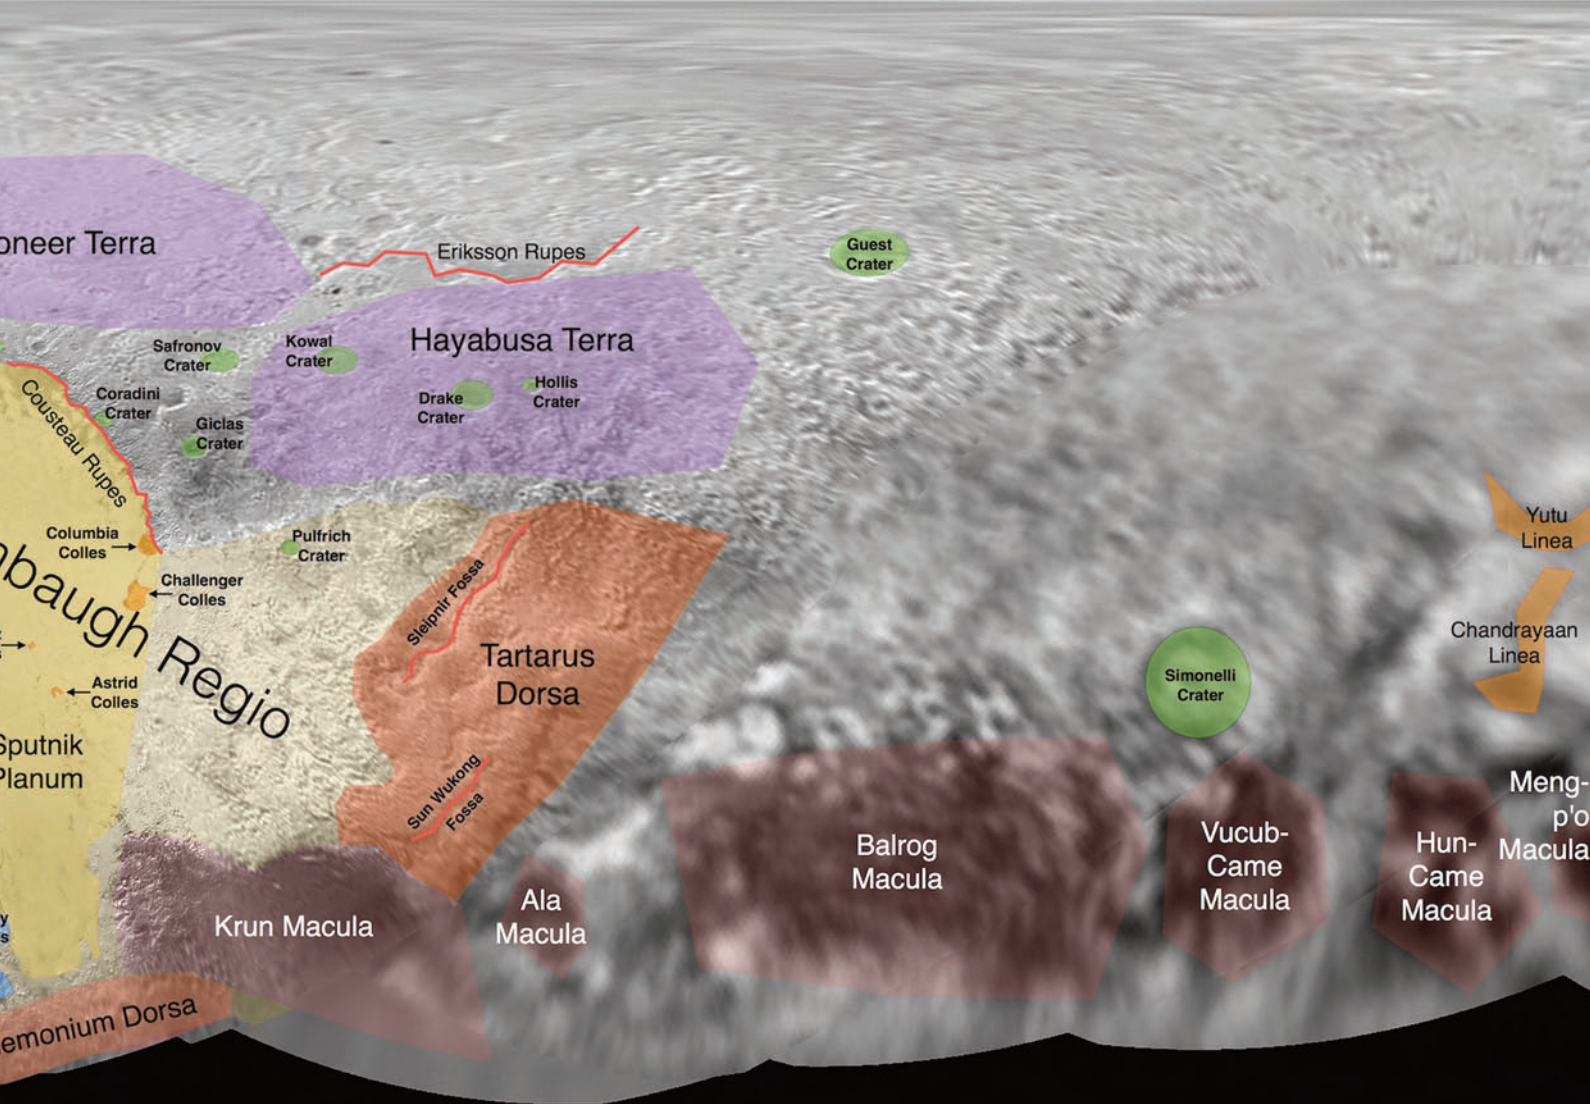 oneer Terra
Eriksson Rupes
Guest
Crater
Hayabusa Terra
Safronov
Crater
Kowal
Crater
Drake
Crater
Hollis
Crater
Coradini
Crater
Giclas
Crater
Cousteau Rupes
Columbia
Colles
Pulfrich
Crater
Challenger
Colles
Yutu
Linea
mbaugh Regio
Sleipnir Fossa
Chandrayaan
Linea
Tartarus
Dorsa
Simonelli
Crater
Astrid
Colles
Sputnik
Planum
Sun Wukong
Fossa
Meng-
p'o
Macula
Balrog
Macula
Vucub-
Came
Macula
Hun-
Came
Macula
Krun Macula
Ala
Macula
y
s
emonium Dorsa